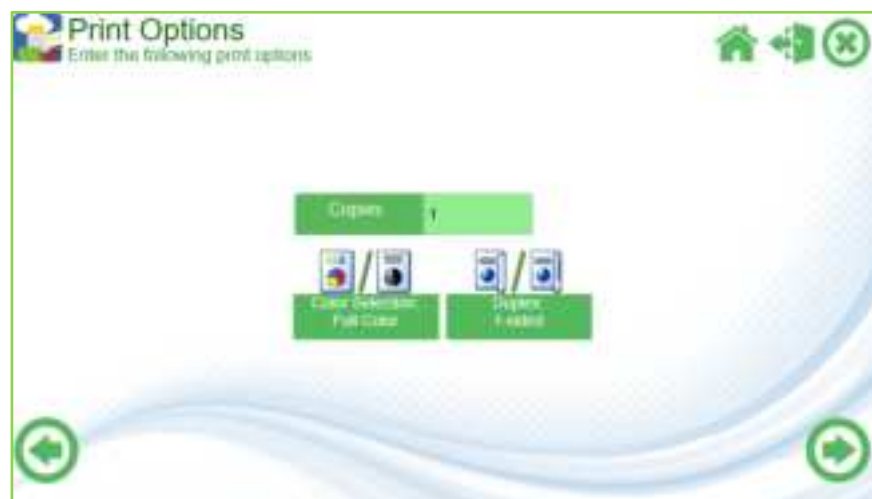 Print Options
Enter the following print options
Copies
1
Color Selection
Full Color
Duplex
1-sided